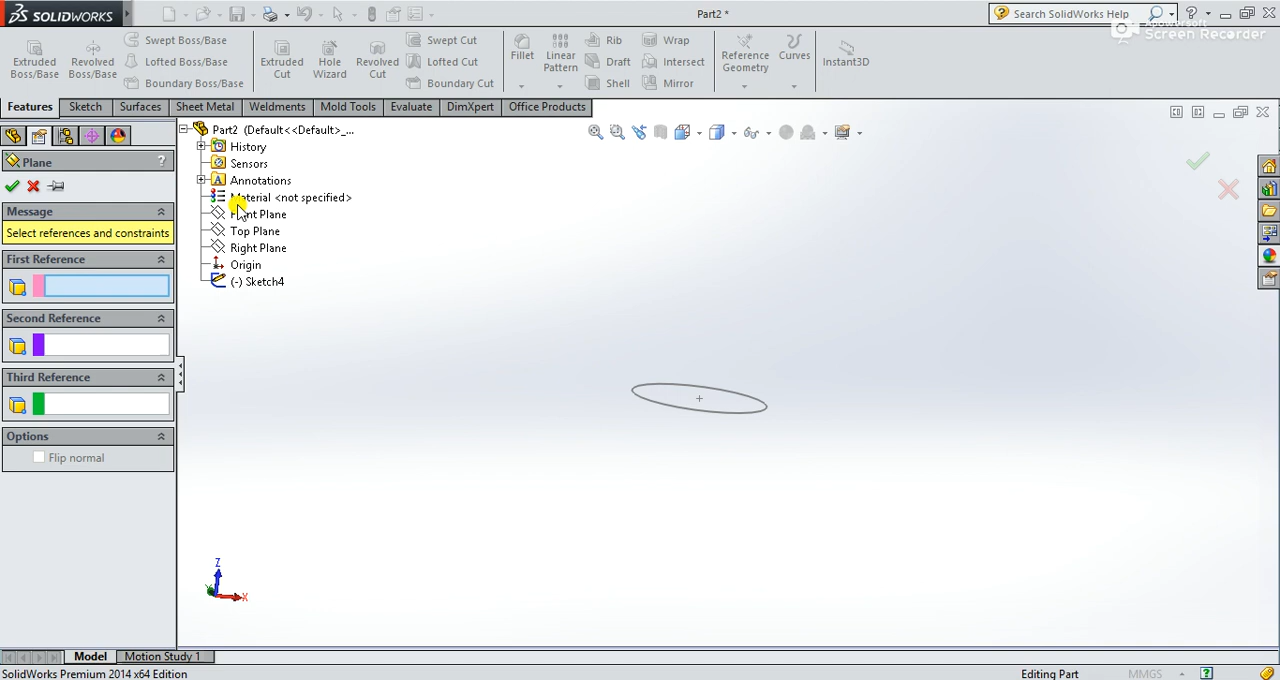 SOLIDWORKS
Part2 *
Search SolidWorks Help
Screen Recorder
Extruded Boss/Base
Revolved Boss/Base
Swept Boss/Base
Lofted Boss/Base
Boundary Boss/Base
Extruded Cut
Hole Wizard
Revolved Cut
Swept Cut
Lofted Cut
Boundary Cut
Fillet
Linear Pattern
Rib
Draft
Shell
Wrap
Intersect
Mirror
Reference Geometry
Curves
Instant3D
Features Sketch Surfaces Sheet Metal Weldments Mold Tools Evaluate DimXpert Office Products
Plane ?
Message
Select references and constraints
First Reference
Second Reference
Third Reference
Options
Flip normal
Part2 (Default<<Default>_...
History
Sensors
Annotations
Material <not specified>
Front Plane
Top Plane
Right Plane
Origin
(-) Sketch4
Z
Y
X
Model Motion Study 1
SolidWorks Premium 2014 x64 Edition
Editing Part
MMGS